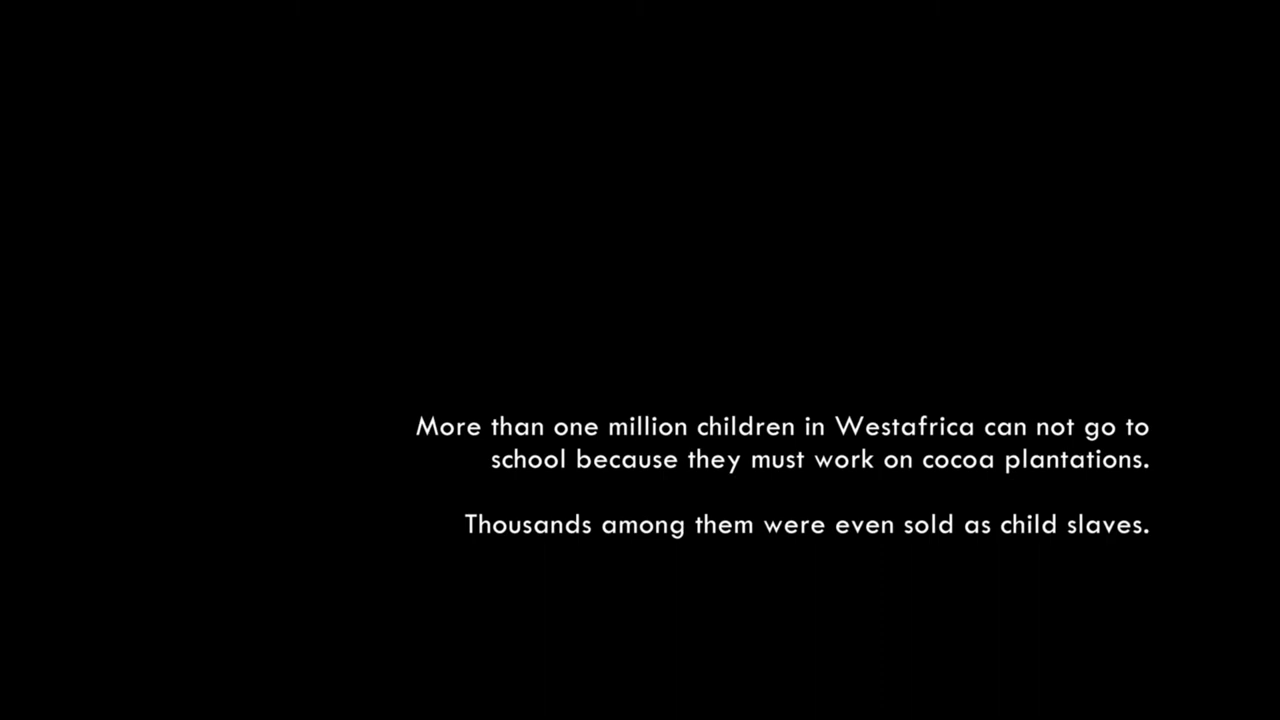 More than one million children in Westafrica can not go to
school because they must work on cocoa plantations.
Thousands among them were even sold as child slaves.